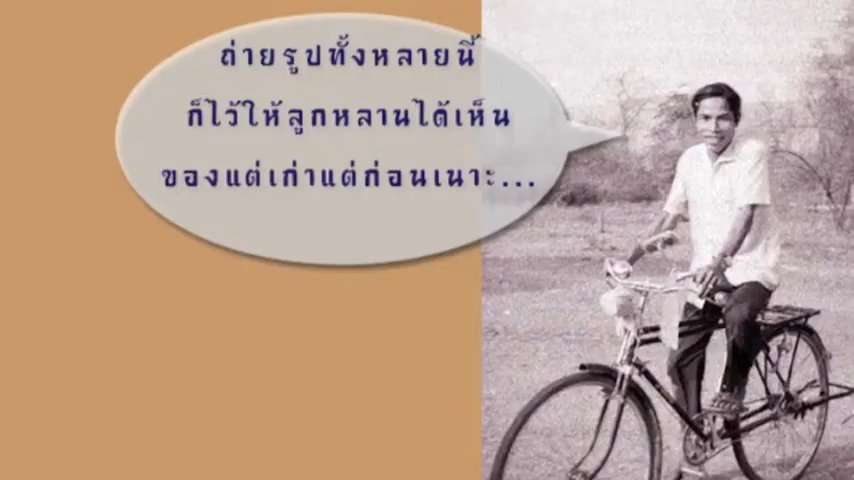 ถ่ายรูปทั้งหลายนี้
ก็ไว้ให้ลูกหลานได้เห็น
ของแต่เก่าแต่ก่อนเนาะ...